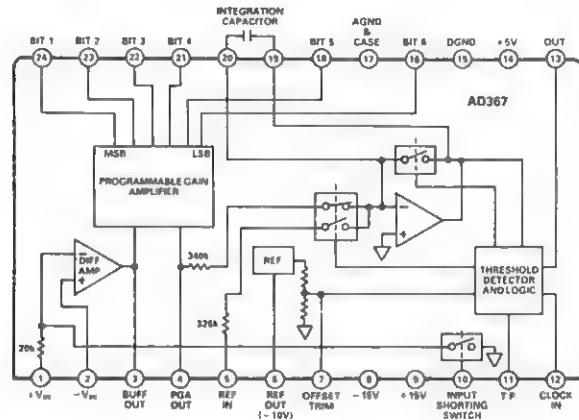 INTEGRATION
CAPACITOR
AGND
&
CASE
BIT 1 BIT 2 BIT 3 BIT 4 BIT 5 BIT 6 DGND +5V OUT
24 23 22 21 20 19 18 17 16 15 14 13
AD367
MSB LSB
PROGRAMMABLE GAIN
AMPLIFIER
DIFF
AMP
340k
REF
THRESHOLD
DETECTOR
AND LOGIC
20k
325k
1 2 3 4 5 6 7 8 9 10 11 12
+VIN -VIN BUFF
OUT
PGA
OUT
REF
IN
REF
OUT
(-10V)
OFFSET
TRIM
-15V +15V INPUT
SHORTING
SWITCH
T.P. CLOCK
IN